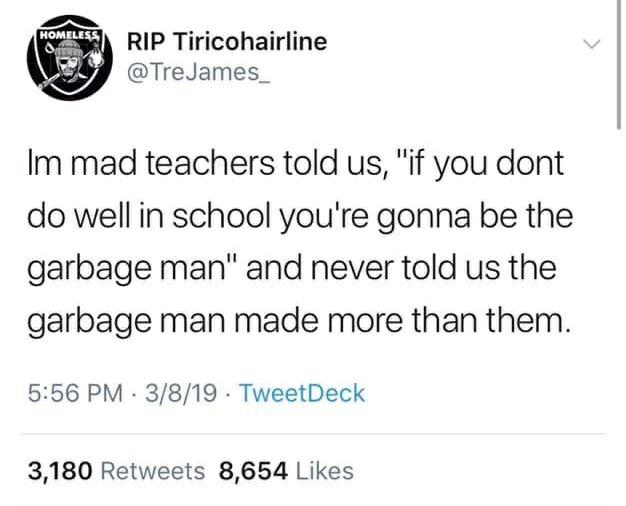 HOMELESS
RIP Tiricohairline
@TreJames_
Im mad teachers told us, "if you dont
do well in school you're gonna be the
garbage man" and never told us the
garbage man made more than them.
5:56 PM · 3/8/19 · TweetDeck
3,180 Retweets 8,654 Likes